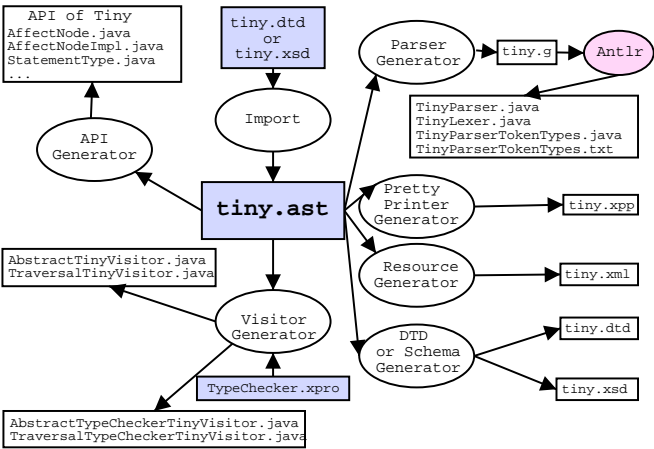 API of Tiny
AffectNode.java
AffectNodeImpl.java
StatementType.java
...
tiny.dtd
or
tiny.xsd
Parser
Generator
tiny.g
Antlr
TinyParser.java
TinyLexer.java
TinyParserTokenTypes.java
TinyParserTokenTypes.txt
Import
API
Generator
tiny.ast
Pretty
Printer
Generator
tiny.xpp
AbstractTinyVisitor.java
TraversalTinyVisitor.java
Resource
Generator
tiny.xml
Visitor
Generator
DTD
or Schema
Generator
tiny.dtd
tiny.xsd
TypeChecker.xpro
AbstractTypeCheckerTinyVisitor.java
TraversalTypeCheckerTinyVisitor.java